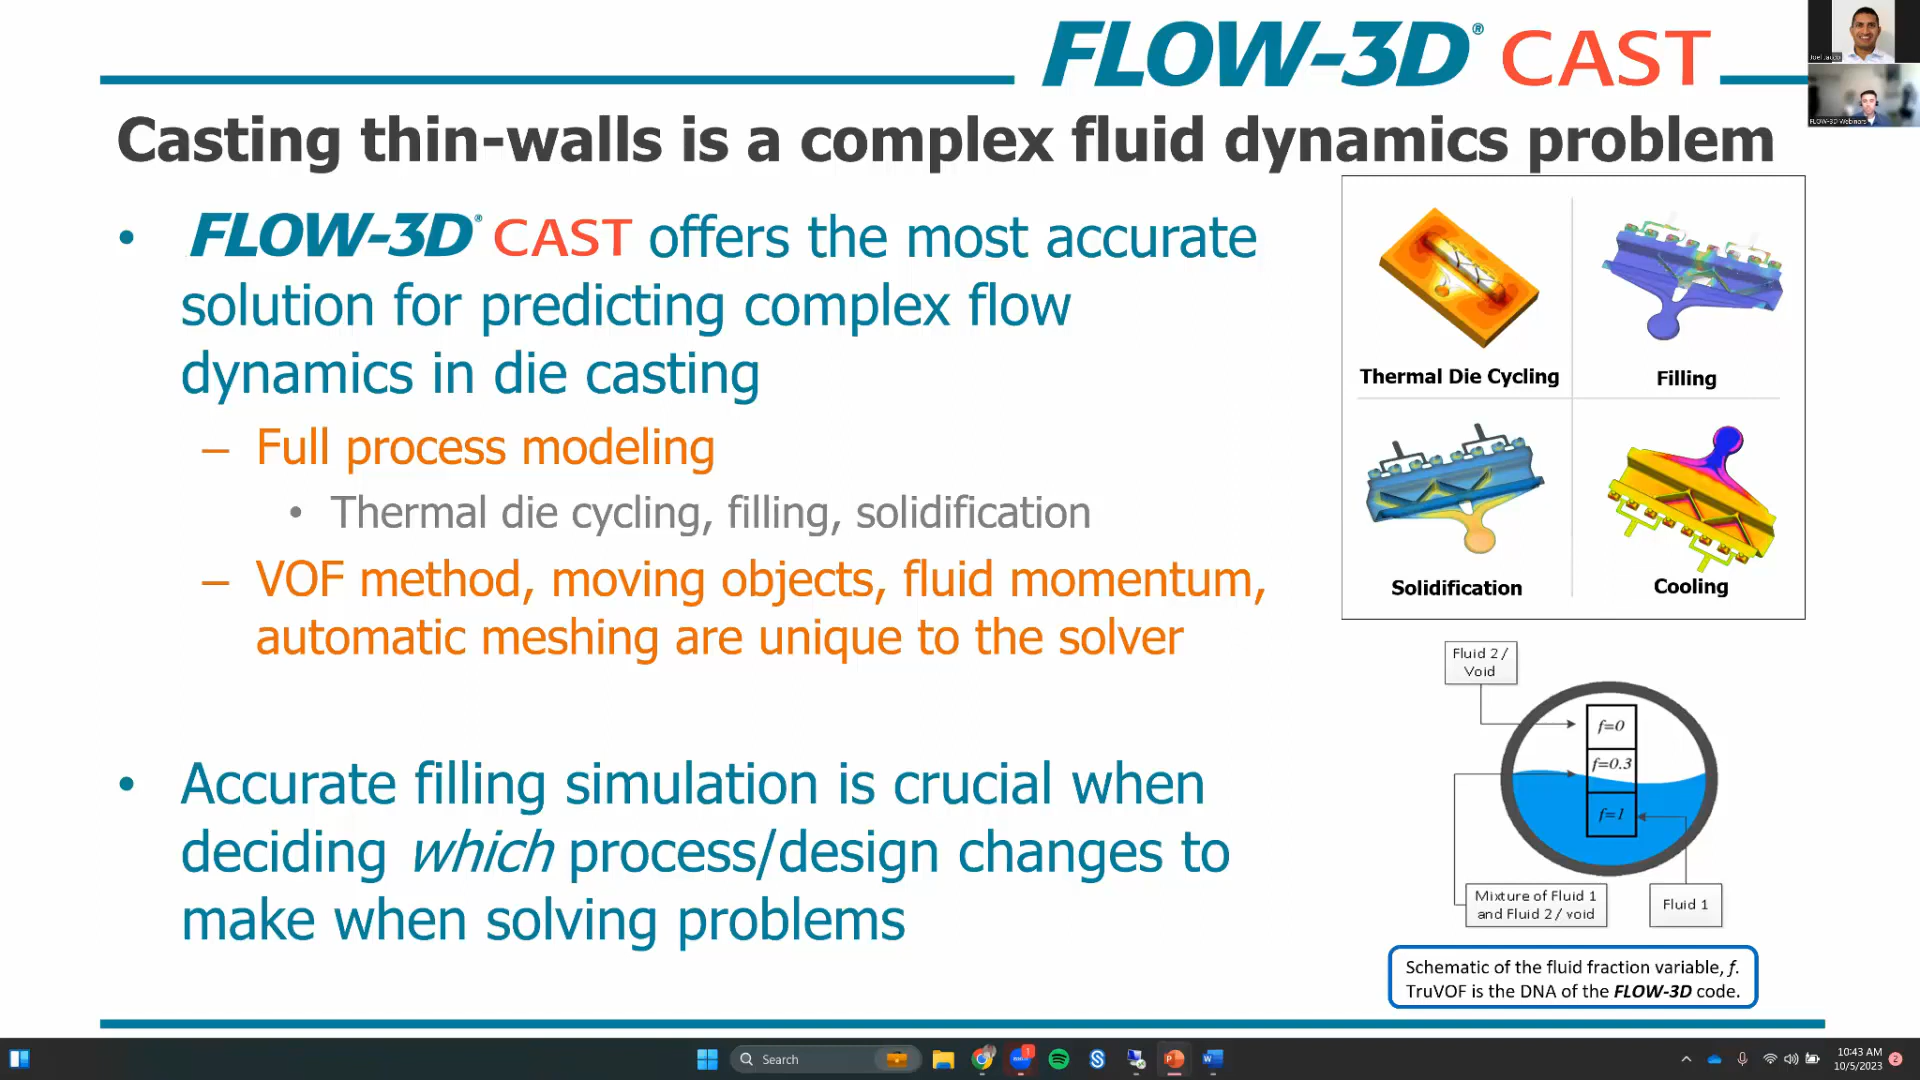 FLOW-3D® CAST
Casting thin-walls is a complex fluid dynamics problem
• FLOW-3D® CAST offers the most accurate
solution for predicting complex flow
dynamics in die casting
– Full process modeling
• Thermal die cycling, filling, solidification
– VOF method, moving objects, fluid momentum,
automatic meshing are unique to the solver
• Accurate filling simulation is crucial when
deciding which process/design changes to
make when solving problems
Thermal Die Cycling
Filling
Solidification
Cooling
Fluid 2 /
Void
f=0
f=0.3
f=1
Mixture of Fluid 1
and Fluid 2 / void
Fluid 1
Schematic of the fluid fraction variable, f.
TruVOF is the DNA of the FLOW-3D code.
FLOW-3D Webinars
Search
10:43 AM
10/5/2023
2
1